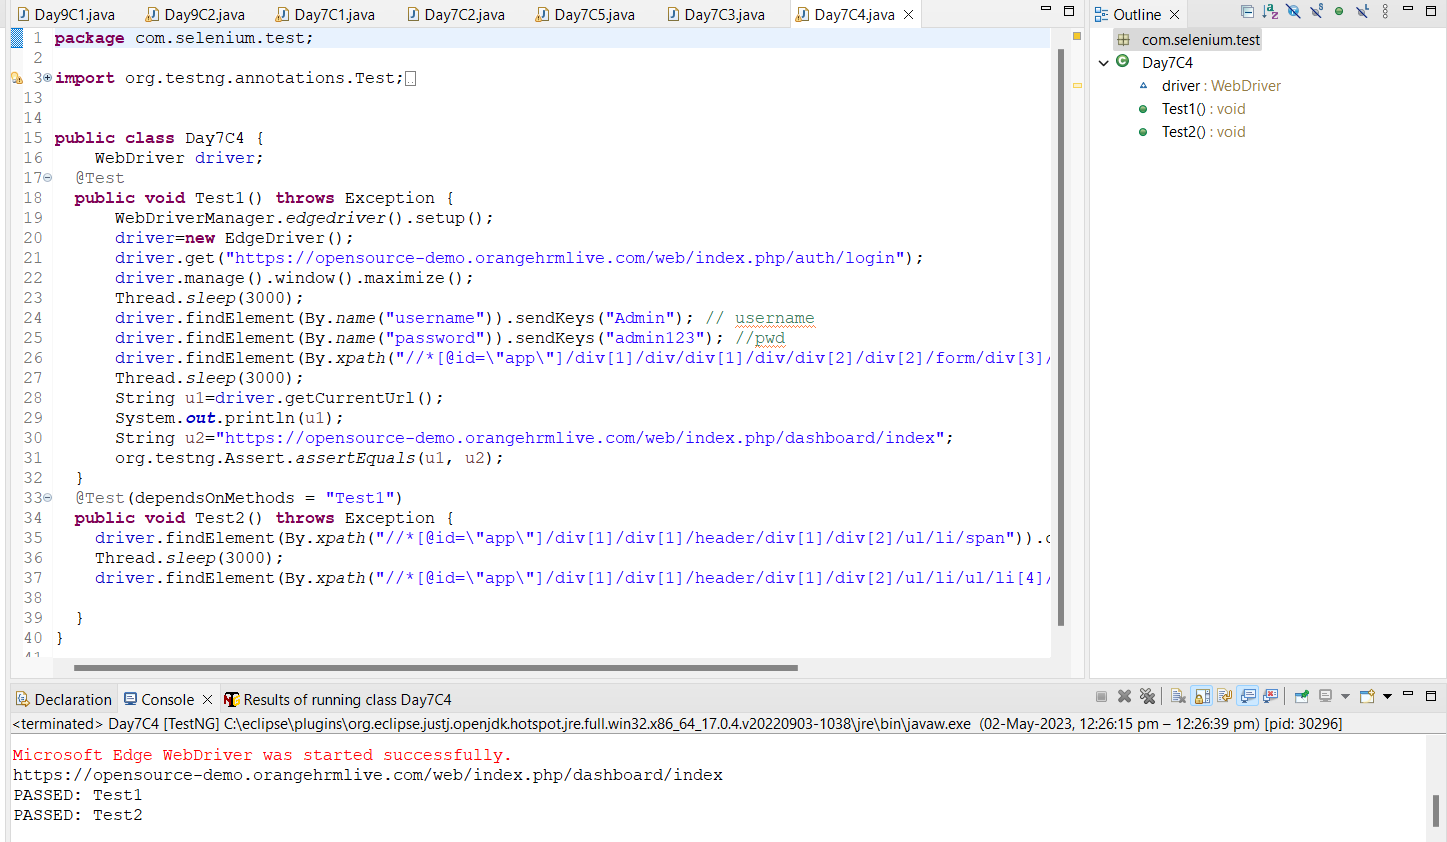 Day9C1.java Day9C2.java Day7C1.java Day7C2.java Day7C5.java Day7C3.java Day7C4.java
1 package com.selenium.test;
2
3 import org.testng.annotations.Test;
13
14
15 public class Day7C4 {
16 WebDriver driver;
17 @Test
18 public void Test1() throws Exception {
19 WebDriverManager.edgedriver().setup();
20 driver=new EdgeDriver();
21 driver.get("https://opensource-demo.orangehrmlive.com/web/index.php/auth/login");
22 driver.manage().window().maximize();
23 Thread.sleep(3000);
24 driver.findElement(By.name("username")).sendKeys("Admin"); // username
25 driver.findElement(By.name("password")).sendKeys("admin123"); //pwd
26 driver.findElement(By.xpath("//*[@id=\"app\"]/div[1]/div/div[1]/div/div[2]/div[2]/form/div[3]/
27 Thread.sleep(3000);
28 String u1=driver.getCurrentUrl();
29 System.out.println(u1);
30 String u2="https://opensource-demo.orangehrmlive.com/web/index.php/dashboard/index";
31 org.testng.Assert.assertEquals(u1, u2);
32 }
33 @Test(dependsOnMethods = "Test1")
34 public void Test2() throws Exception {
35 driver.findElement(By.xpath("//*[@id=\"app\"]/div[1]/div[1]/header/div[1]/div[2]/ul/li/span")).
36 Thread.sleep(3000);
37 driver.findElement(By.xpath("//*[@id=\"app\"]/div[1]/div[1]/header/div[1]/div[2]/ul/li/ul/li[4]/
38
39 }
40 }
41
Outline
com.selenium.test
Day7C4
driver : WebDriver
Test1() : void
Test2() : void
Declaration Console Results of running class Day7C4
<terminated> Day7C4 [TestNG] C:\eclipse\plugins\org.eclipse.justj.openjdk.hotspot.jre.full.win32.x86_64_17.0.4.v20220903-1038\jre\bin\javaw.exe (02-May-2023, 12:26:15 pm – 12:26:39 pm) [pid: 30296]
Microsoft Edge WebDriver was started successfully.
https://opensource-demo.orangehrmlive.com/web/index.php/dashboard/index
PASSED: Test1
PASSED: Test2